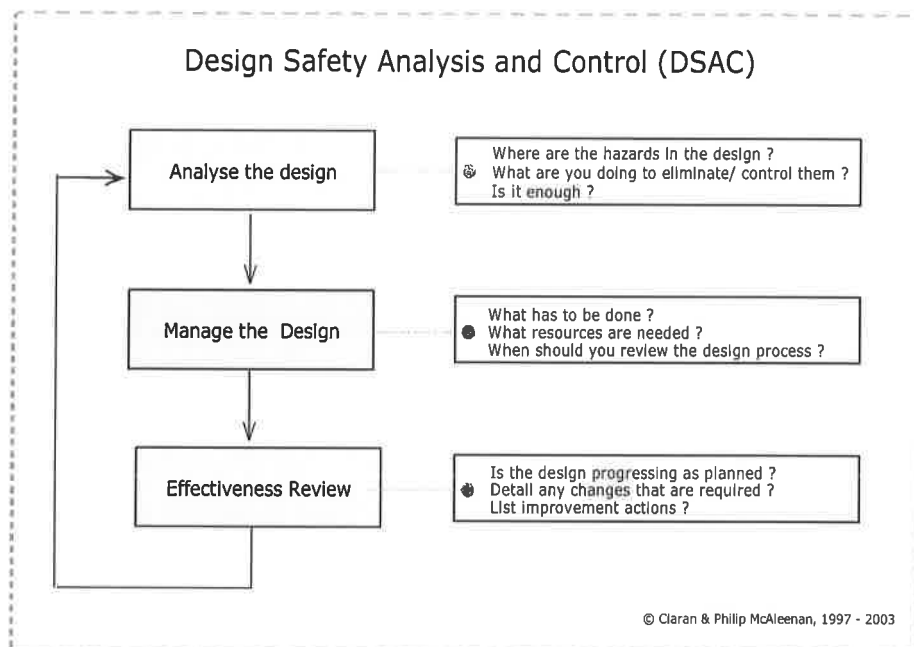 Design Safety Analysis and Control (DSAC)
Analyse the design
Where are the hazards in the design ?
What are you doing to eliminate/ control them ?
Is it enough ?
Manage the Design
What has to be done ?
What resources are needed ?
When should you review the design process ?
Effectiveness Review
Is the design progressing as planned ?
Detail any changes that are required ?
List improvement actions ?
© Ciaran & Philip McAleenan, 1997 - 2003